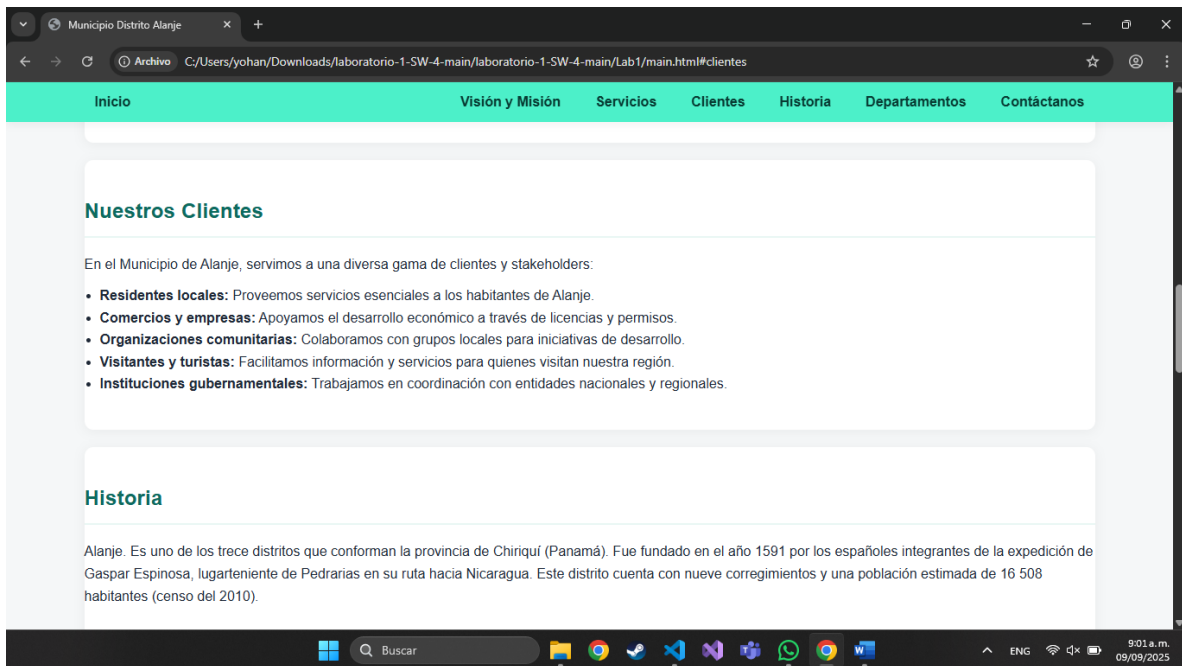 Municipio Distrito Alanje
Archivo C:/Users/yohan/Downloads/laboratorio-1-SW-4-main/laboratorio-1-SW-4-main/Lab1/main.html#clientes
Inicio Visión y Misión Servicios Clientes Historia Departamentos Contáctanos
Nuestros Clientes
En el Municipio de Alanje, servimos a una diversa gama de clientes y stakeholders:
• Residentes locales: Proveemos servicios esenciales a los habitantes de Alanje.
• Comercios y empresas: Apoyamos el desarrollo económico a través de licencias y permisos.
• Organizaciones comunitarias: Colaboramos con grupos locales para iniciativas de desarrollo.
• Visitantes y turistas: Facilitamos información y servicios para quienes visitan nuestra región.
• Instituciones gubernamentales: Trabajamos en coordinación con entidades nacionales y regionales.
Historia
Alanje. Es uno de los trece distritos que conforman la provincia de Chiriquí (Panamá). Fue fundado en el año 1591 por los españoles integrantes de la expedición de
Gaspar Espinosa, lugarteniente de Pedrarias en su ruta hacia Nicaragua. Este distrito cuenta con nueve corregimientos y una población estimada de 16 508
habitantes (censo del 2010).
Buscar
ENG
9:01 a.m.
09/09/2025